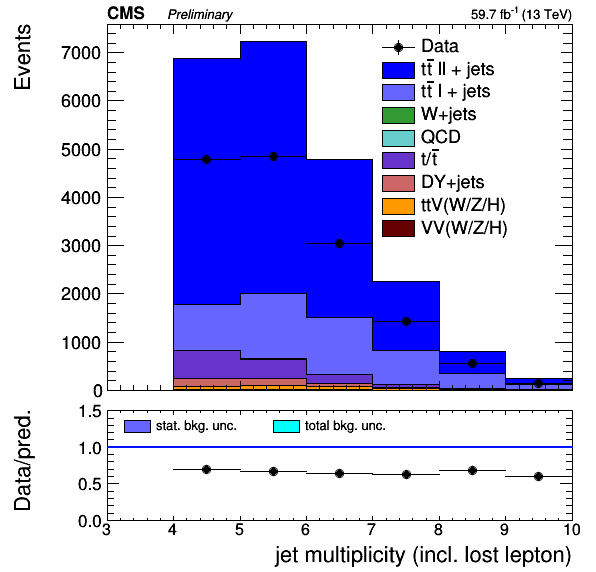 CMS Preliminary 59.7 fb⁻¹ (13 TeV)
Events
7000
6000
5000
4000
3000
2000
1000
0
Data
tt̄ ll + jets
tt̄ l + jets
W+jets
QCD
t/t̄
DY+jets
ttV(W/Z/H)
VV(W/Z/H)
Data/pred.
1.5
1.0
0.5
0.0
stat. bkg. unc. total bkg. unc.
3 4 5 6 7 8 9 10
jet multiplicity (incl. lost lepton)